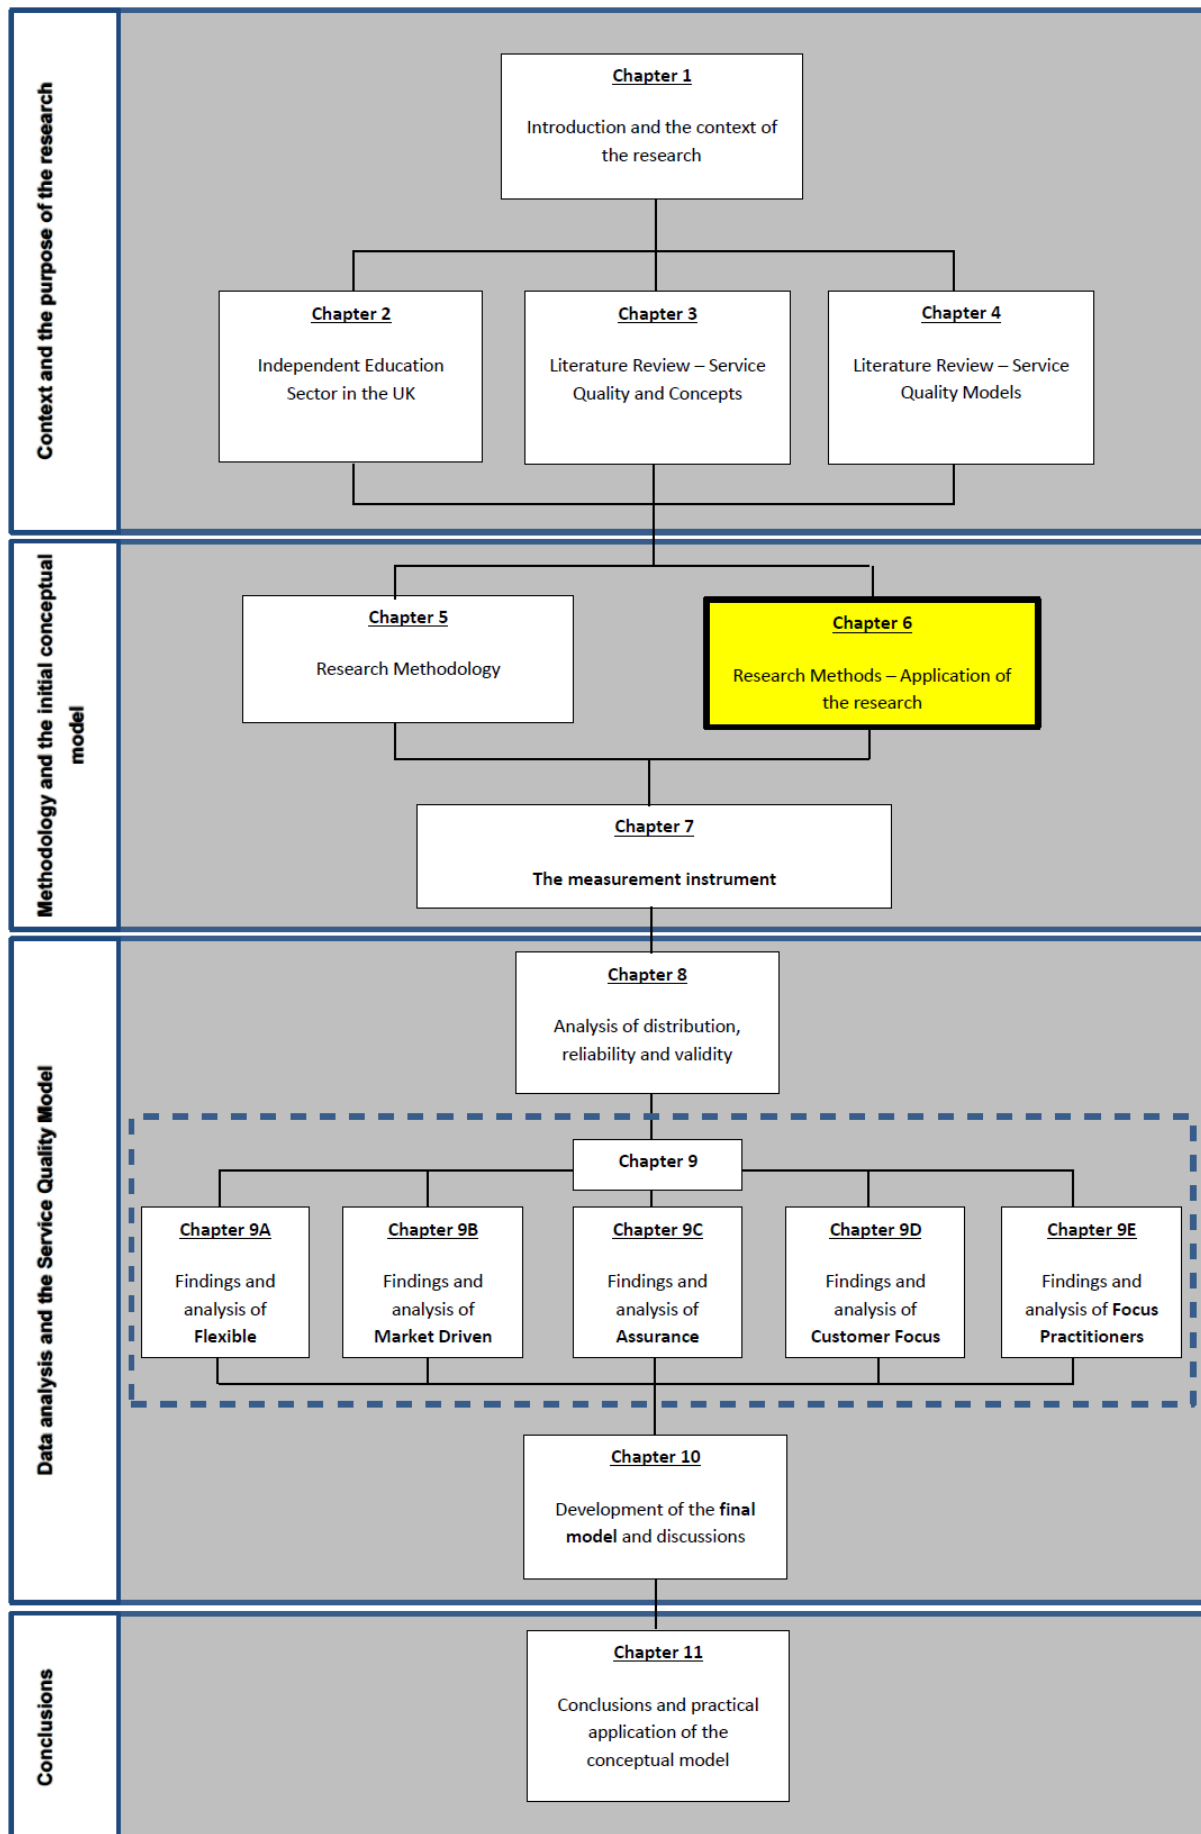 Context and the purpose of the research
Chapter 1
Introduction and the context of
the research
Chapter 2
Independent Education
Sector in the UK
Chapter 3
Literature Review – Service
Quality and Concepts
Chapter 4
Literature Review – Service
Quality Models
Methodology and the initial conceptual
model
Chapter 5
Research Methodology
Chapter 6
Research Methods – Application of
the research
Chapter 7
The measurement instrument
Data analysis and the Service Quality Model
Chapter 8
Analysis of distribution,
reliability and validity
Chapter 9
Chapter 9A
Findings and
analysis of
Flexible
Chapter 9B
Findings and
analysis of
Market Driven
Chapter 9C
Findings and
analysis of
Assurance
Chapter 9D
Findings and
analysis of
Customer Focus
Chapter 9E
Findings and
analysis of Focus
Practitioners
Chapter 10
Development of the final
model and discussions
Conclusions
Chapter 11
Conclusions and practical
application of the
conceptual model